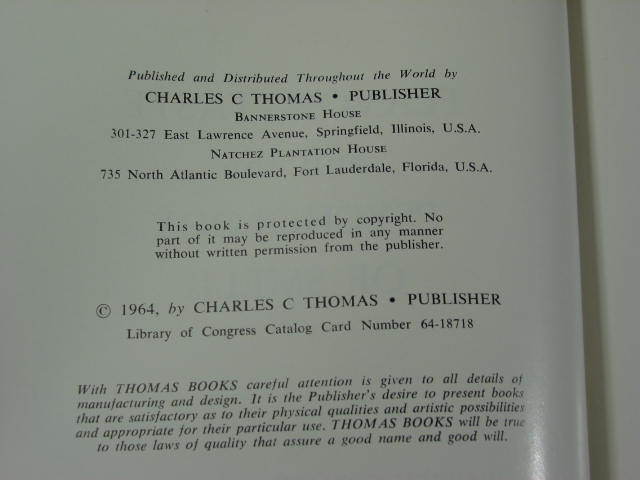 Published and Distributed Throughout the World by
CHARLES C THOMAS • PUBLISHER
BANNERSTONE HOUSE
301-327 East Lawrence Avenue, Springfield, Illinois, U.S.A.
NATCHEZ PLANTATION HOUSE
735 North Atlantic Boulevard, Fort Lauderdale, Florida, U.S.A.
This book is protected by copyright. No
part of it may be reproduced in any manner
without written permission from the publisher.
© 1964, by CHARLES C THOMAS • PUBLISHER
Library of Congress Catalog Card Number 64-18718
With THOMAS BOOKS careful attention is given to all details of
manufacturing and design. It is the Publisher's desire to present books
that are satisfactory as to their physical qualities and artistic possibilities
and appropriate for their particular use. THOMAS BOOKS will be true
to those laws of quality that assure a good name and good will.